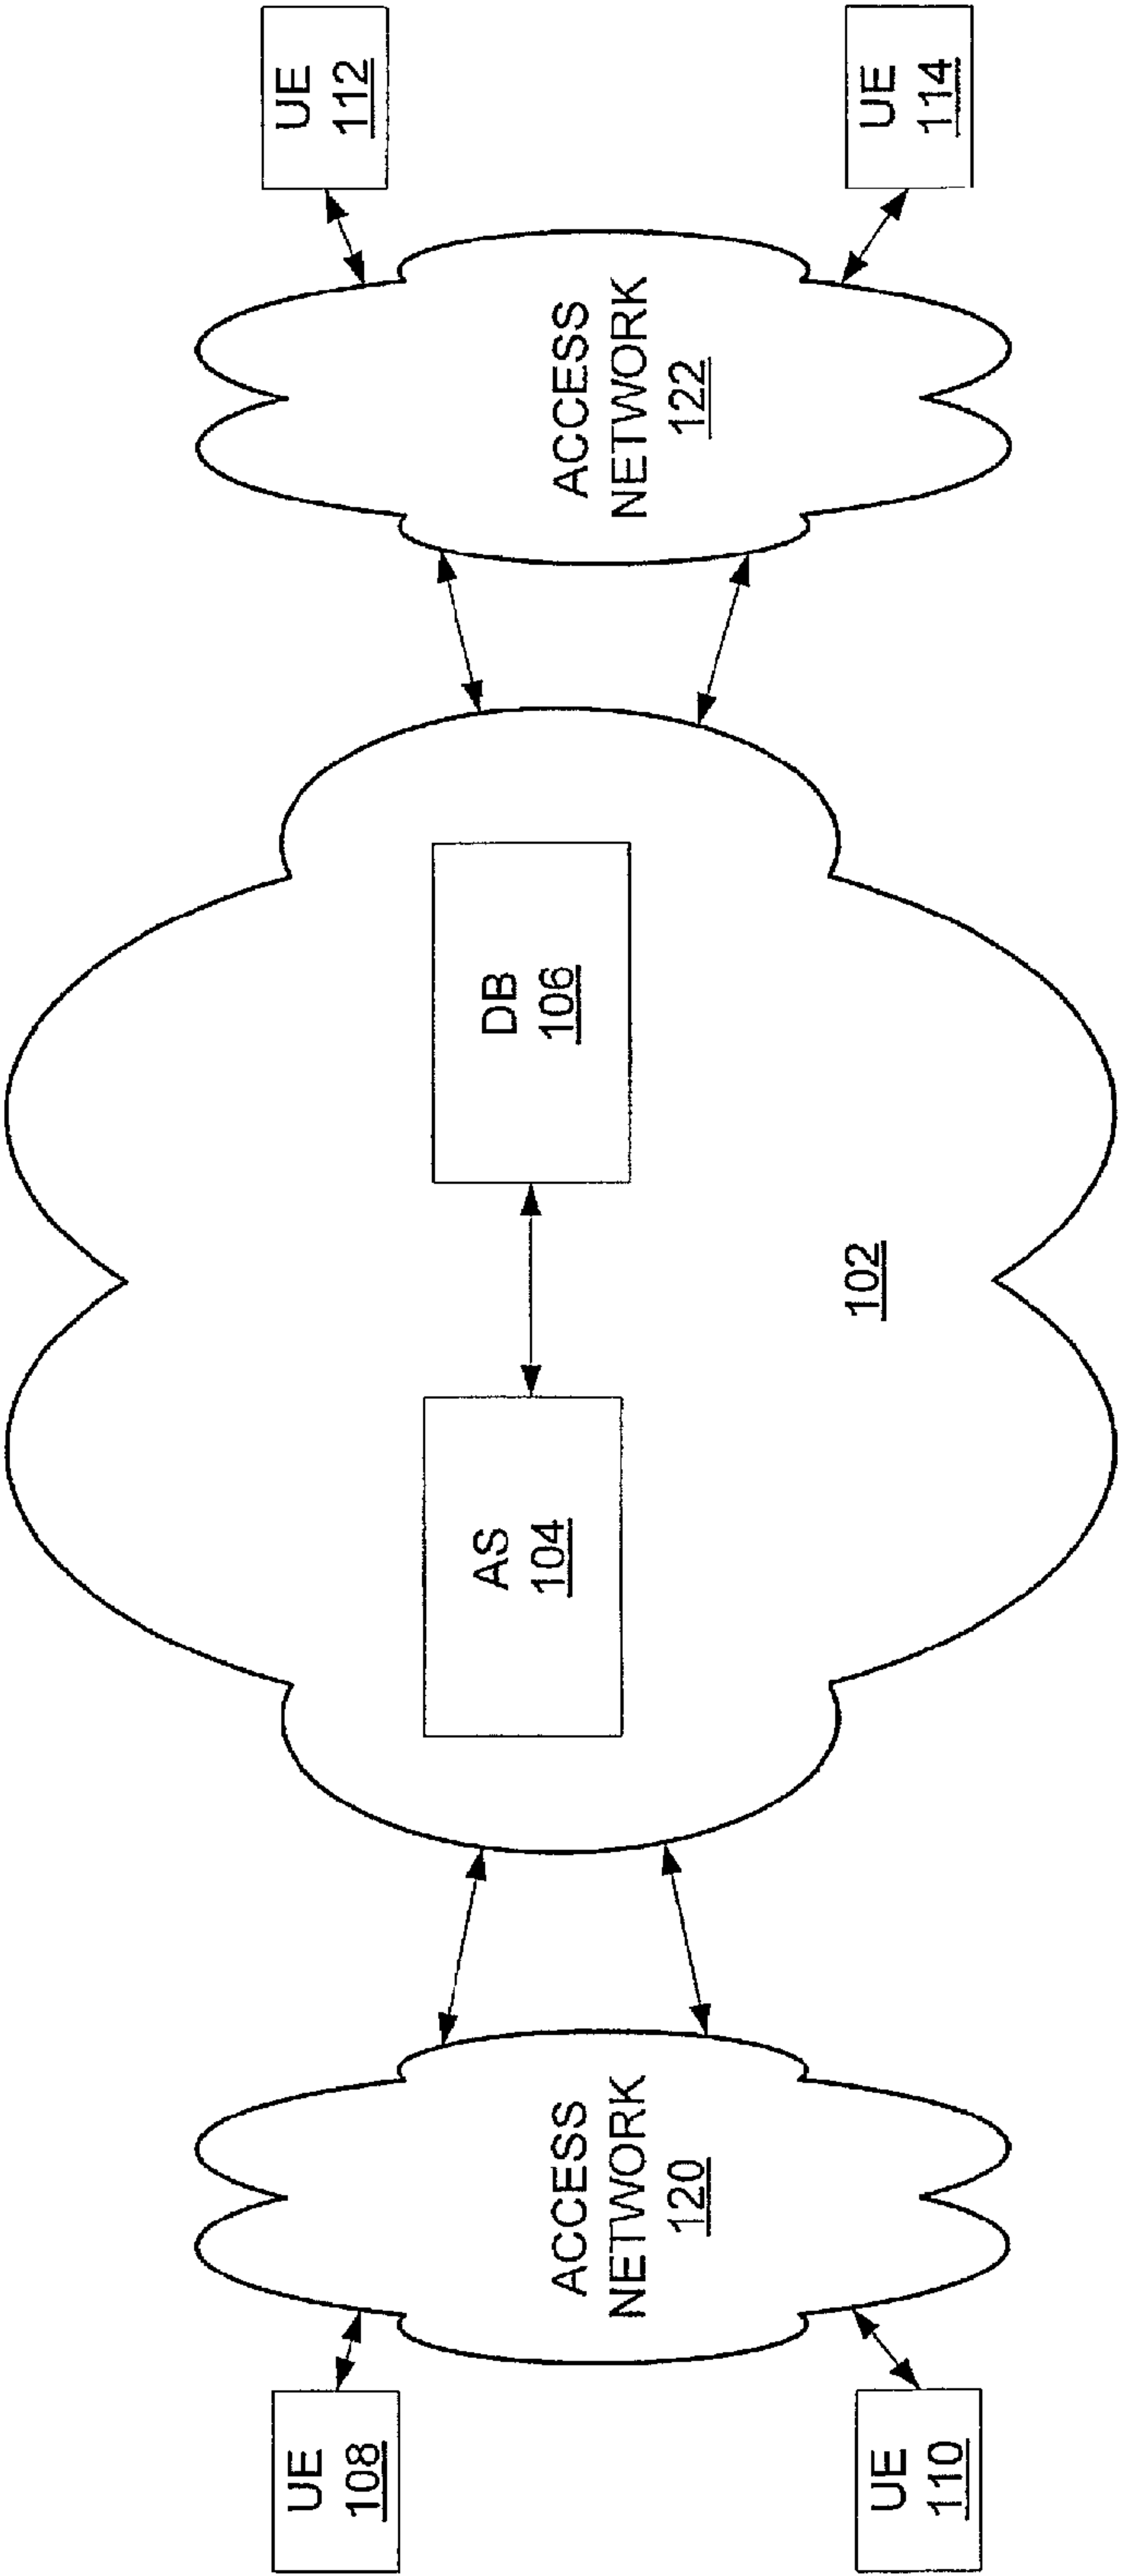 UE
108
UE
110
ACCESS
NETWORK
120
AS
104
DB
106
102
ACCESS
NETWORK
122
UE
112
UE
114